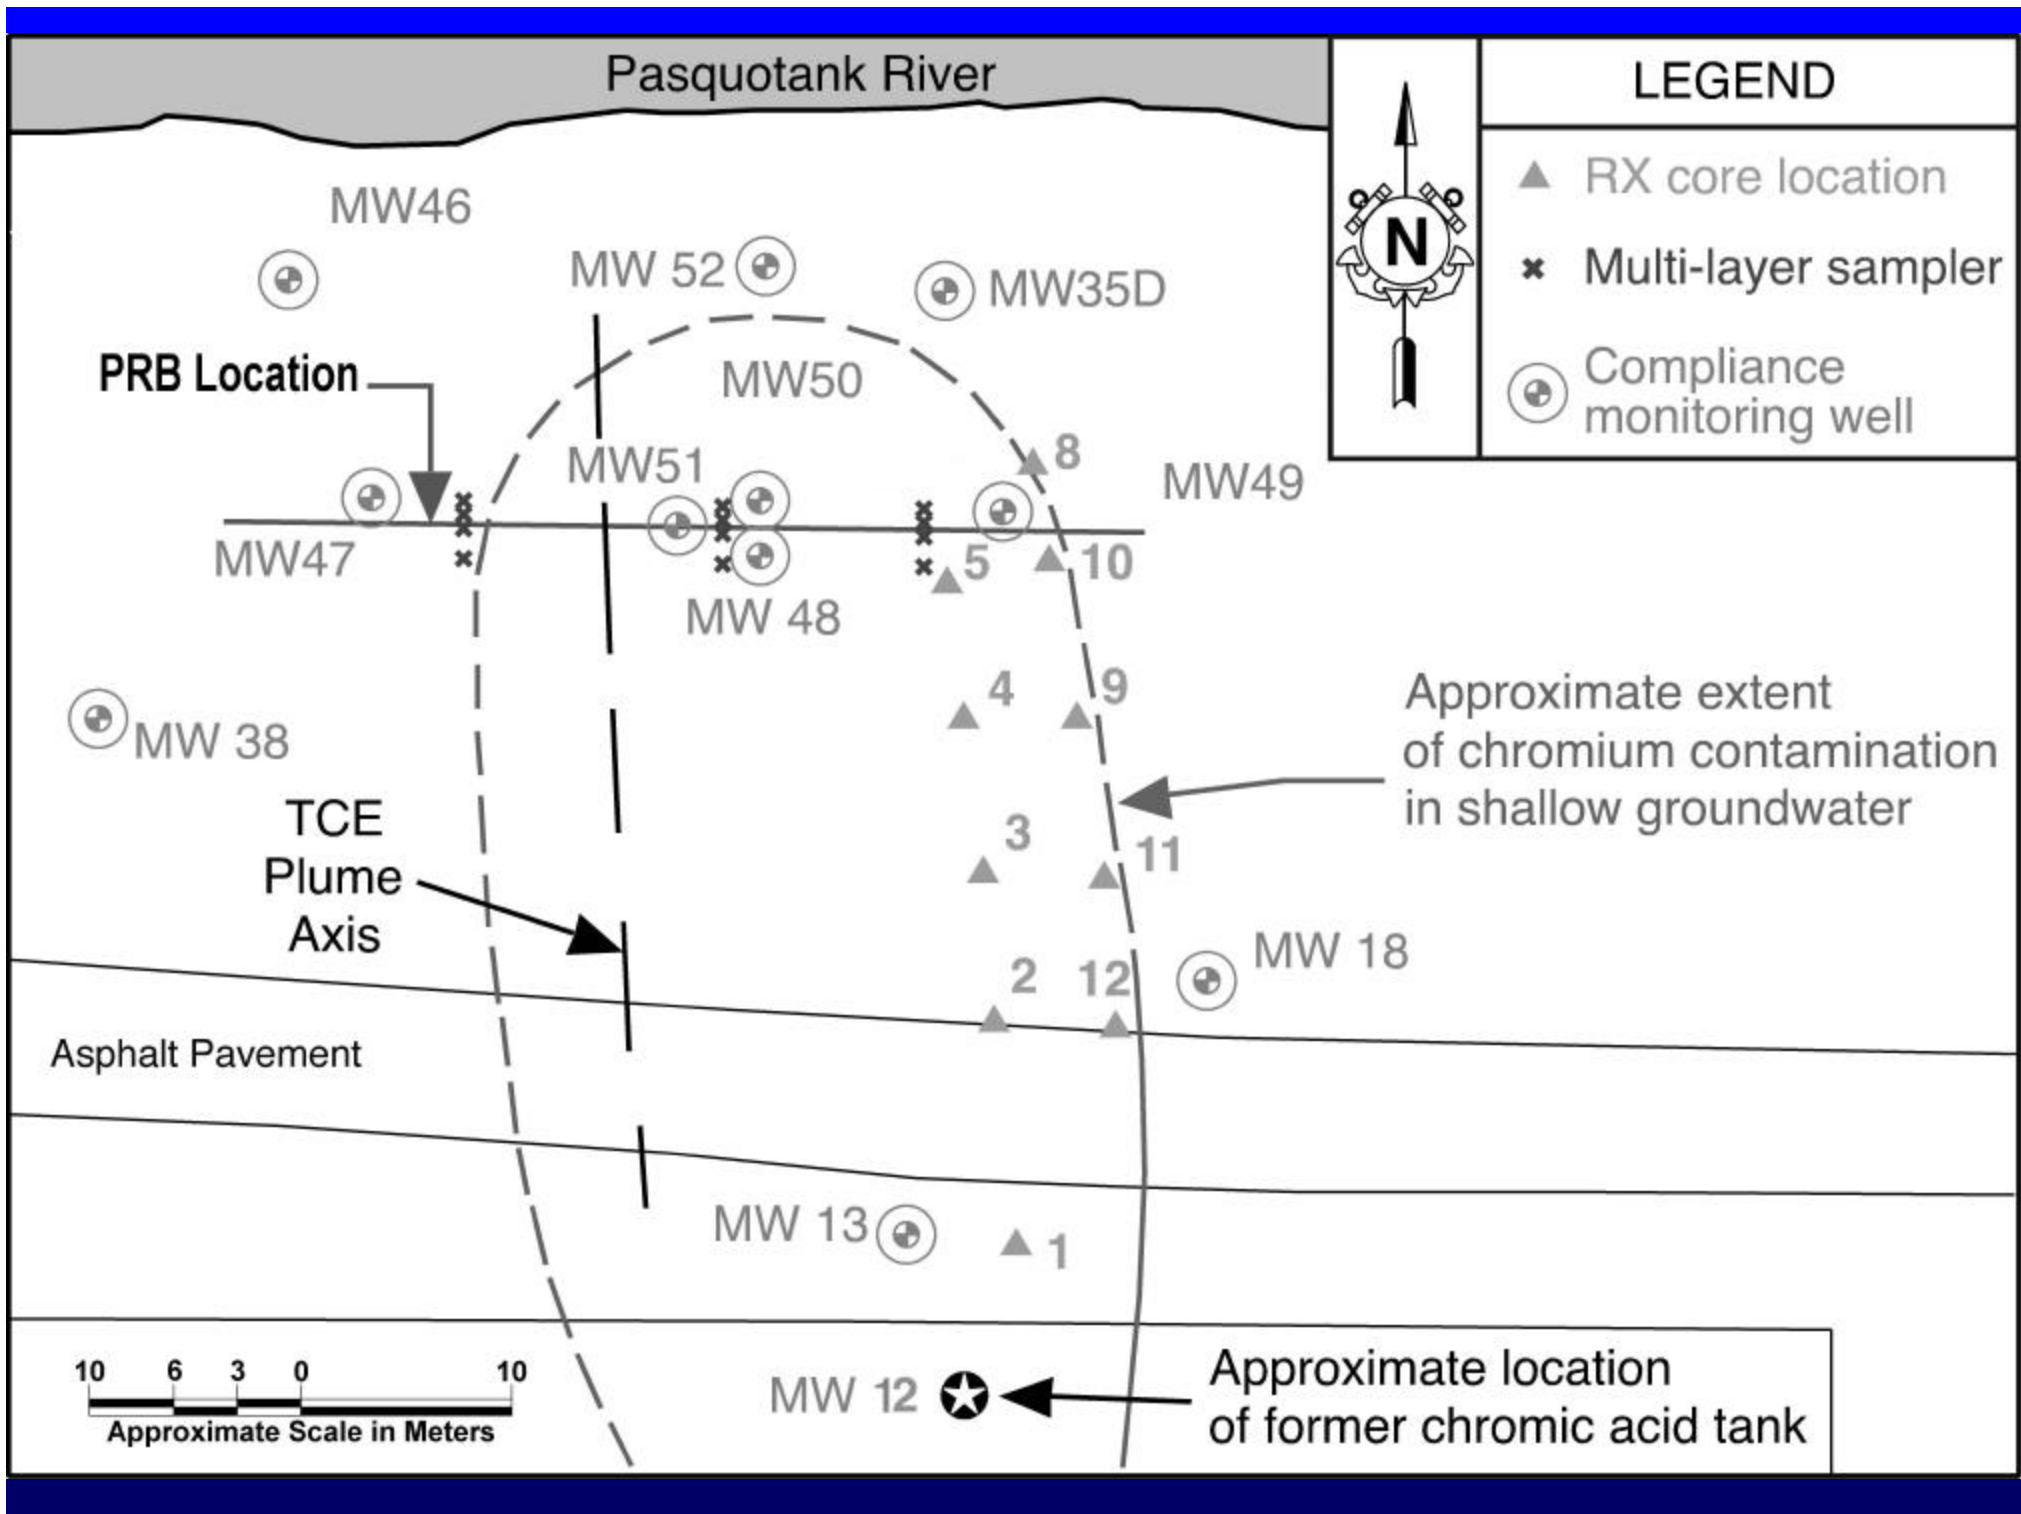 Pasquotank River
LEGEND
RX core location
Multi-layer sampler
Compliance
monitoring well
N
MW46
MW 52
MW35D
PRB Location
MW50
MW51
8
MW49
MW47
5
10
MW 48
4
9
Approximate extent
of chromium contamination
in shallow groundwater
MW 38
TCE
Plume
Axis
3
11
2
12
MW 18
Asphalt Pavement
MW 13
1
10 6 3 0 10
Approximate Scale in Meters
MW 12
Approximate location
of former chromic acid tank